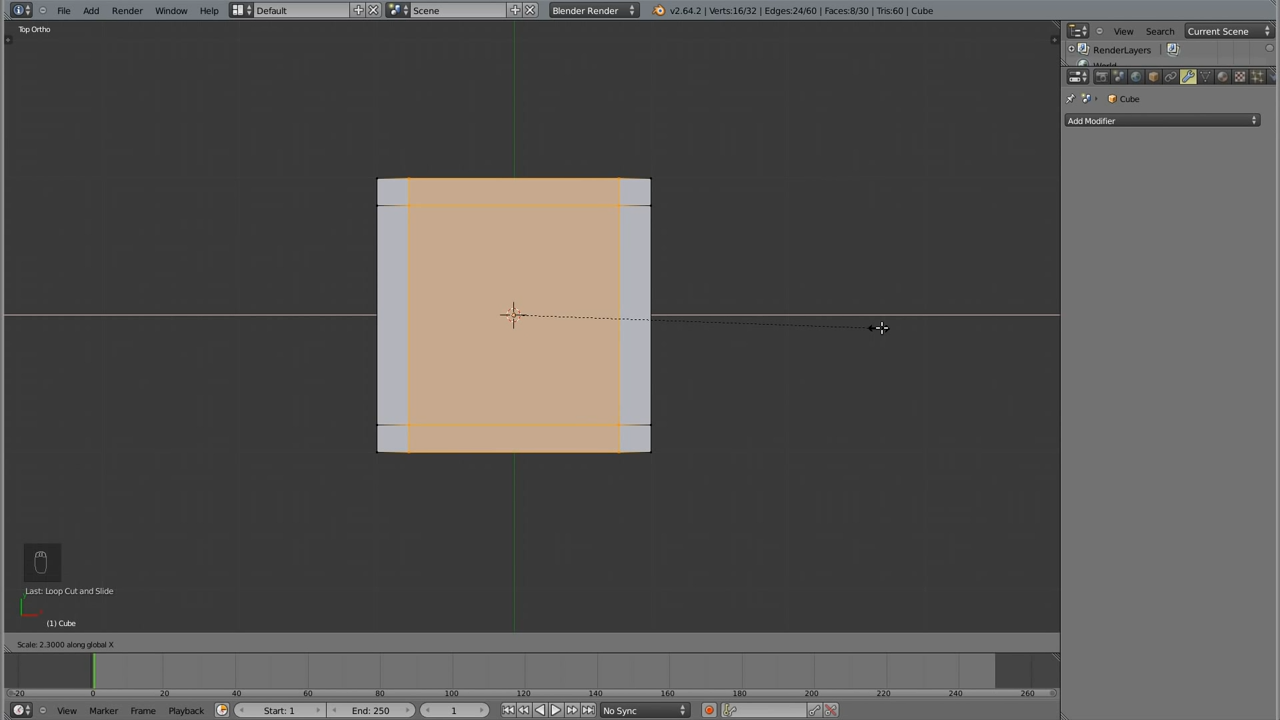 Default
Scene
File Add Render Window Help
Blender Render
v2.64.2 | Verts:16/32 | Edges:24/60 | Faces:8/30 | Tris:60 | Cube
View Search Current Scene
RenderLayers
World
Top Ortho
Cube
Add Modifier
Last: Loop Cut and Slide
(1) Cube
Scale: 2.3000 along global X
-20 0 20 40 60 80 100 120 140 160 180 200 220 240 260
View Marker Frame Playback
Start: 1
End: 250
1
No Sync